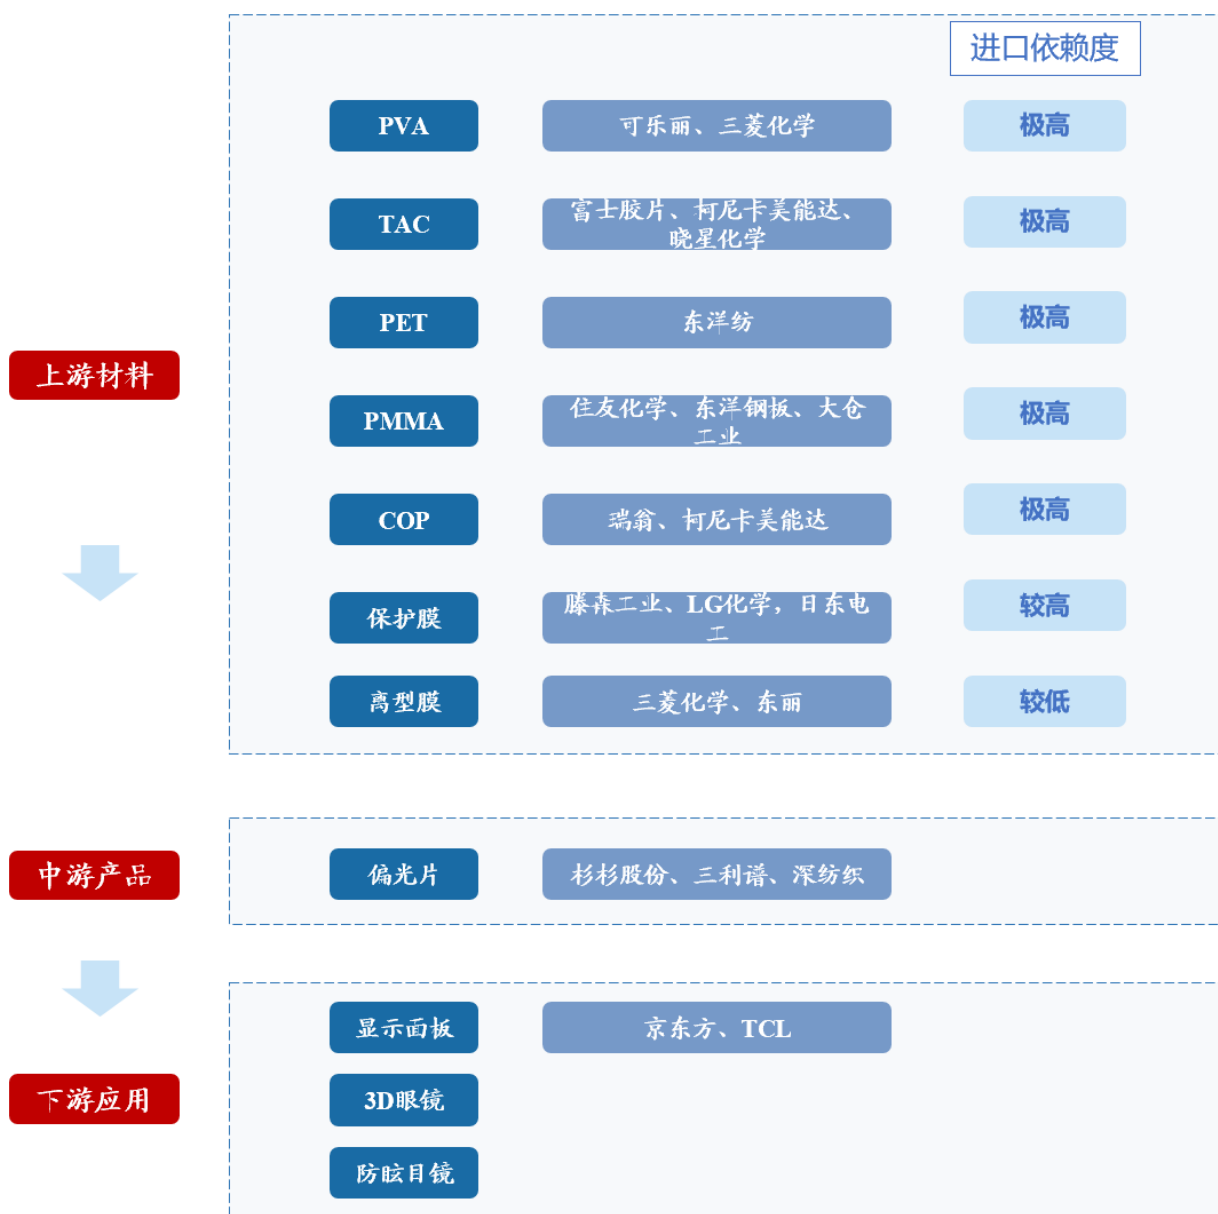 进口依赖度
PVA
可乐丽、三菱化学
极高
TAC
富士胶片、柯尼卡美能达、
晓星化学
极高
PET
东洋纺
极高
上游材料
PMMA
住友化学、东洋钢板、大仓
工业
极高
COP
瑞翁、柯尼卡美能达
极高
保护膜
藤森工业、LG化学，日东电
工
较高
离型膜
三菱化学、东丽
较低
中游产品
偏光片
杉杉股份、三利谱、深纺织
显示面板
京东方、TCL
下游应用
3D眼镜
防眩目镜